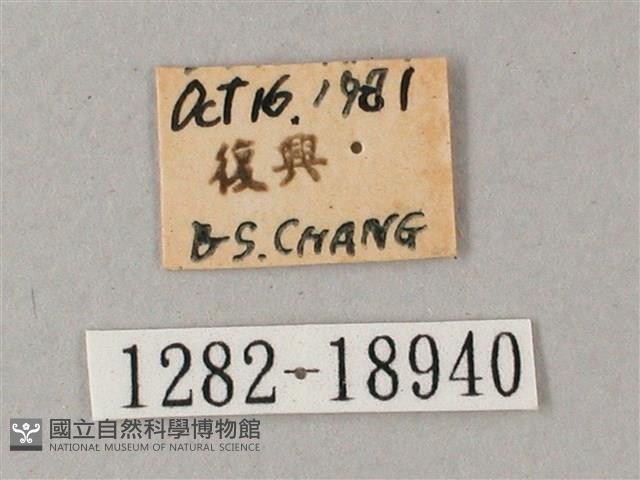 Oct 16. 1981
復興
B S. CHANG
1282-18940
國立自然科學博物館
NATIONAL MUSEUM OF NATURAL SCIENCE